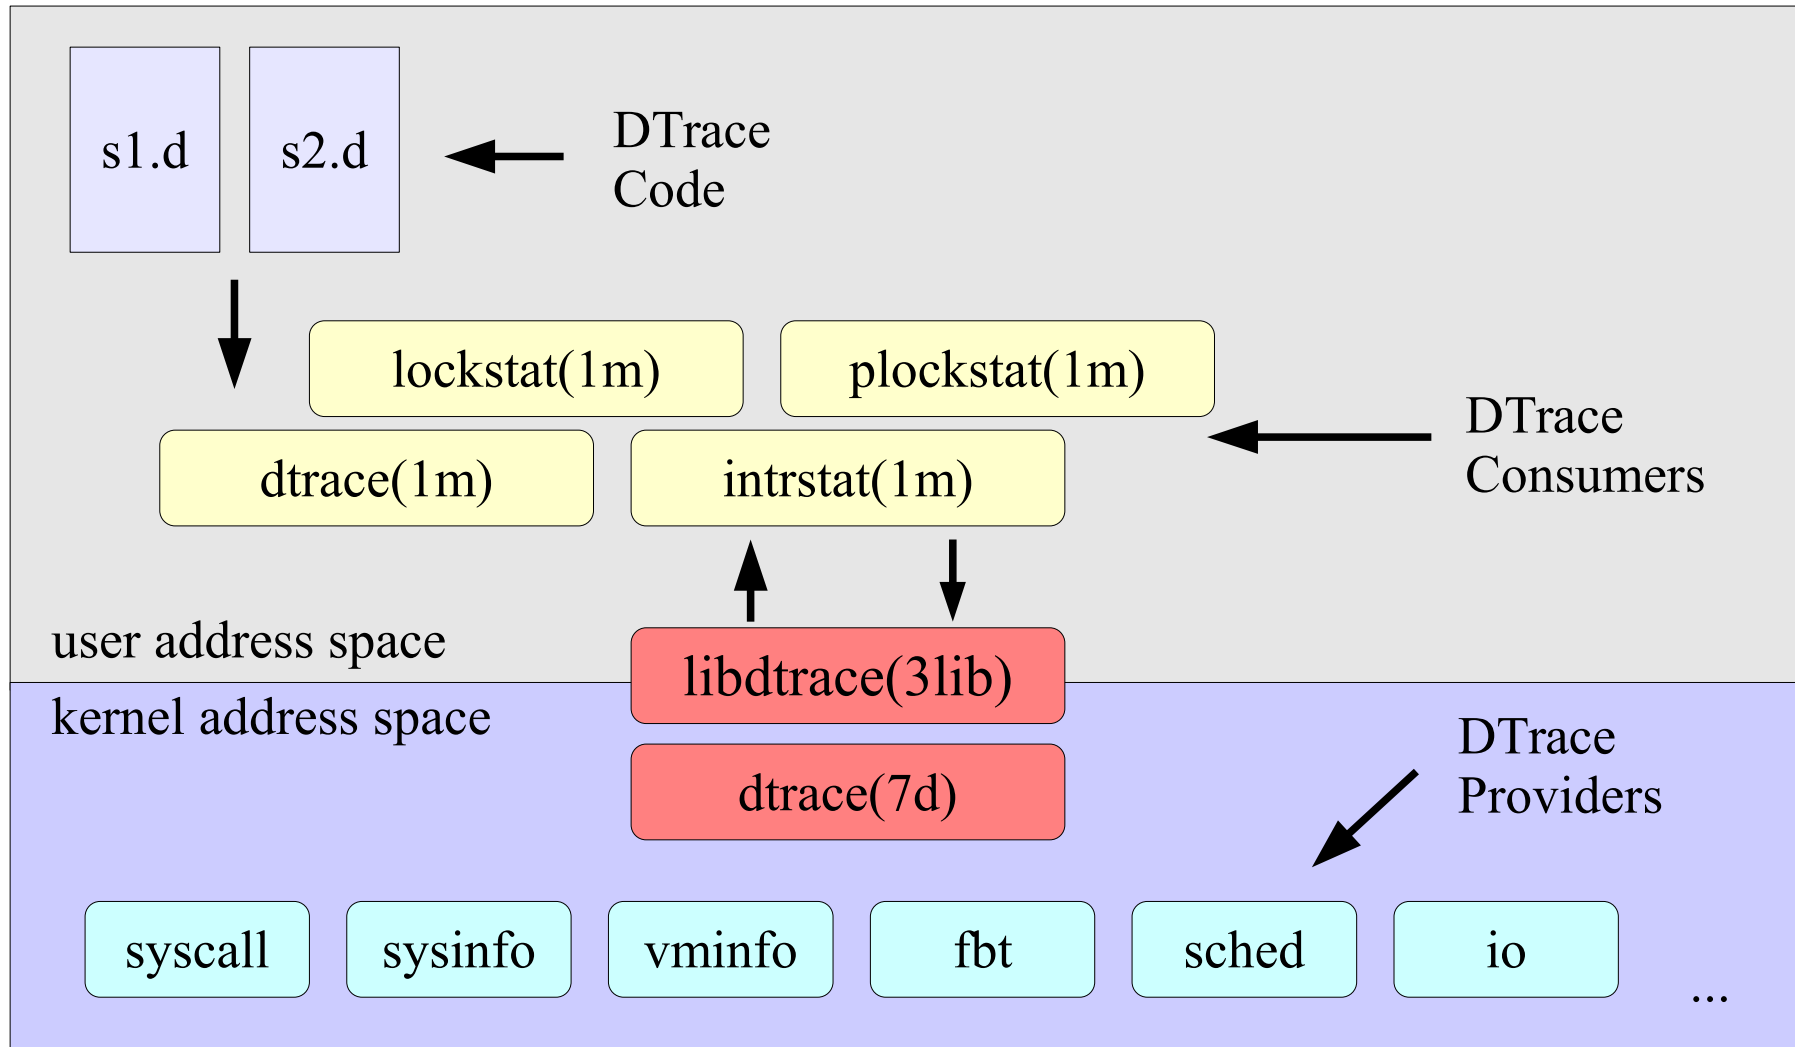 s1.d
s2.d
DTrace
Code
lockstat(1m)
plockstat(1m)
dtrace(1m)
intrstat(1m)
DTrace
Consumers
user address space
libdtrace(3lib)
kernel address space
dtrace(7d)
DTrace
Providers
syscall
sysinfo
vminfo
fbt
sched
io
...